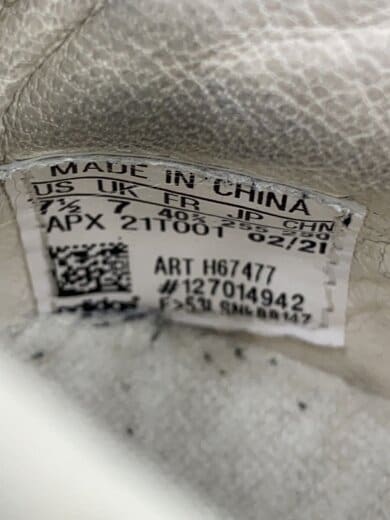 MADE IN CHINA
US UK FR JP CHN
7½ 7 40⅔ 255 250
APX 21T001 02/21
ART H67477
#127014942